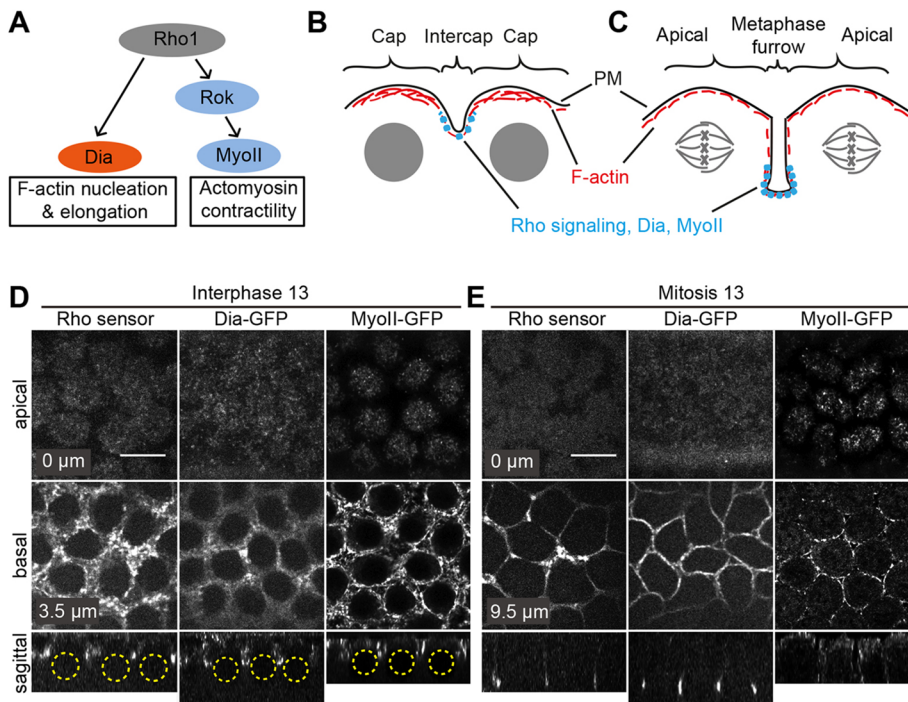 A
Rho1
Rok
Dia
MyoII
F-actin nucleation
& elongation
Actomyosin
contractility
B
Cap
Intercap
Cap
PM
F-actin
Rho signaling, Dia, MyoII
C
Apical
Metaphase
furrow
Apical
D
Interphase 13
Rho sensor
Dia-GFP
MyoII-GFP
apical
0 µm
basal
3.5 µm
sagittal
E
Mitosis 13
Rho sensor
Dia-GFP
MyoII-GFP
0 µm
9.5 µm